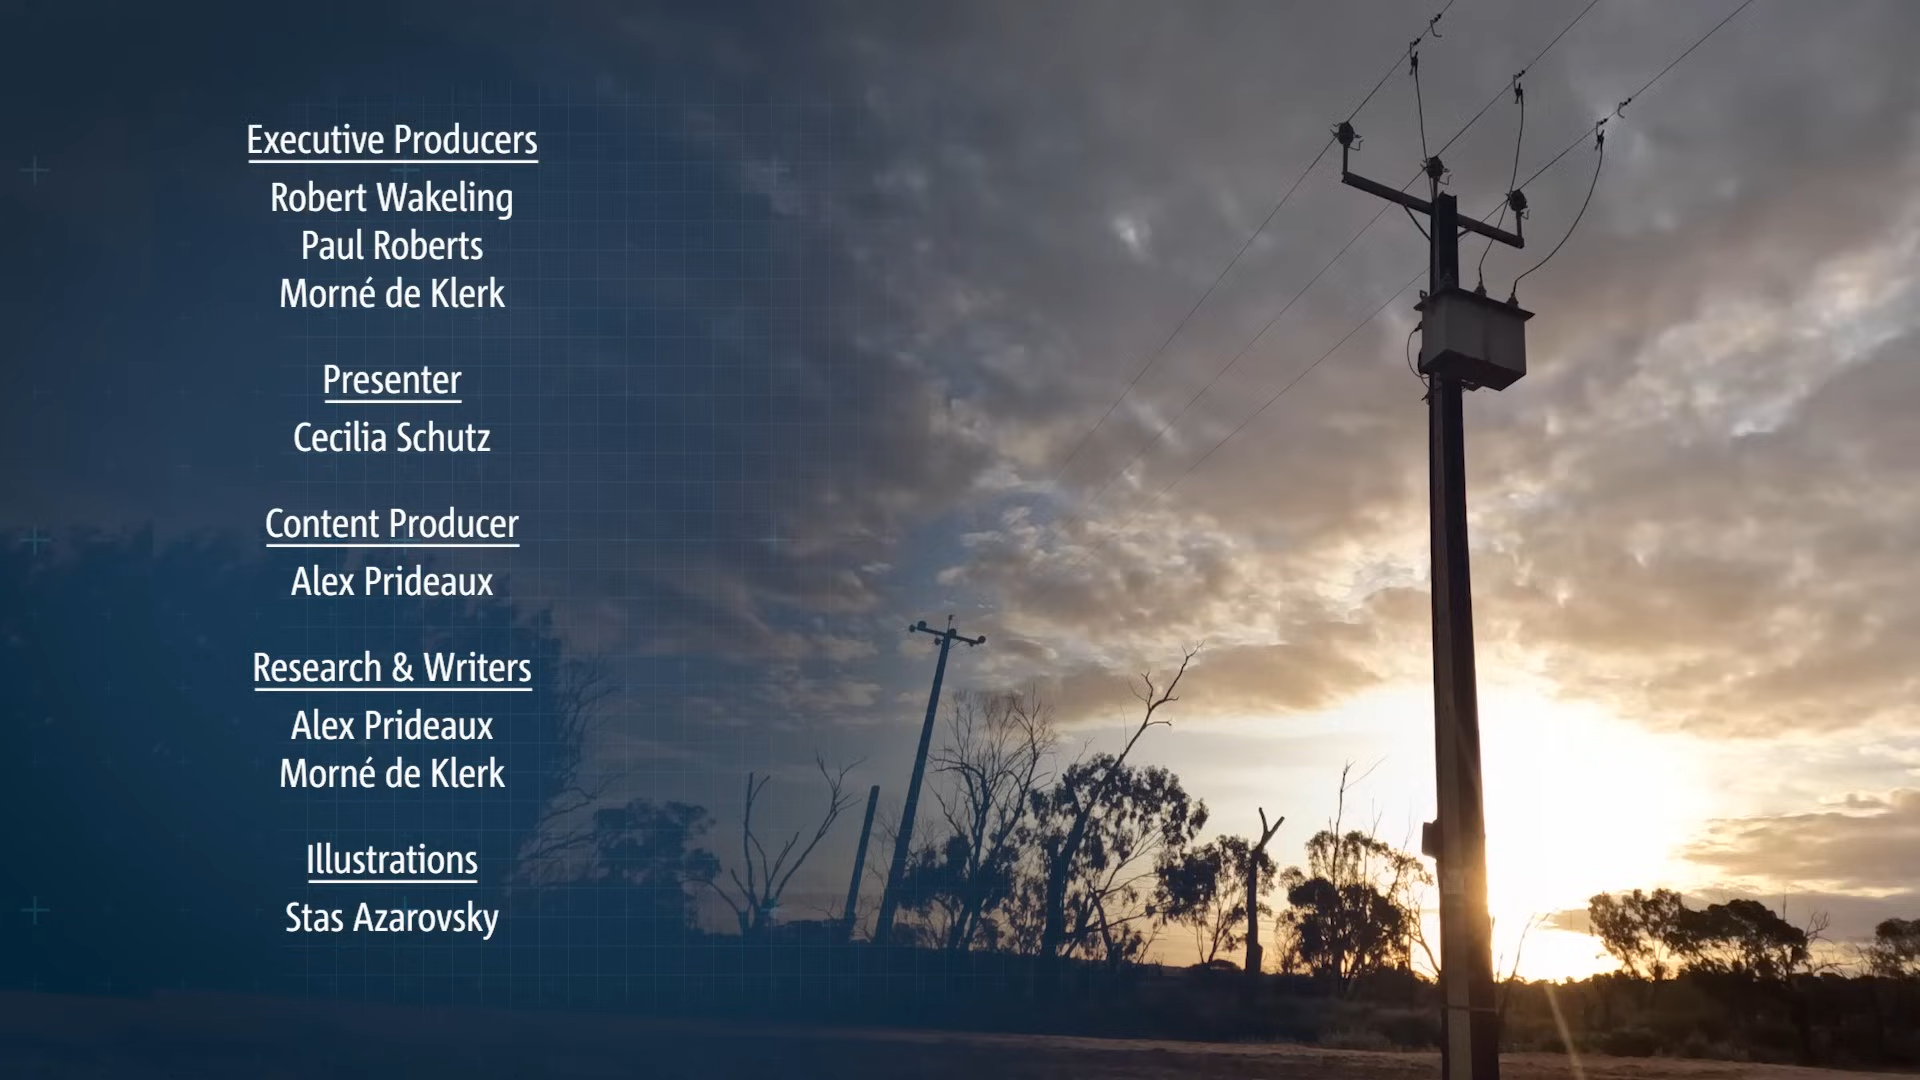 Executive Producers
Robert Wakeling
Paul Roberts
Morné de Klerk
Presenter
Cecilia Schutz
Content Producer
Alex Prideaux
Research & Writers
Alex Prideaux
Morné de Klerk
Illustrations
Stas Azarovsky